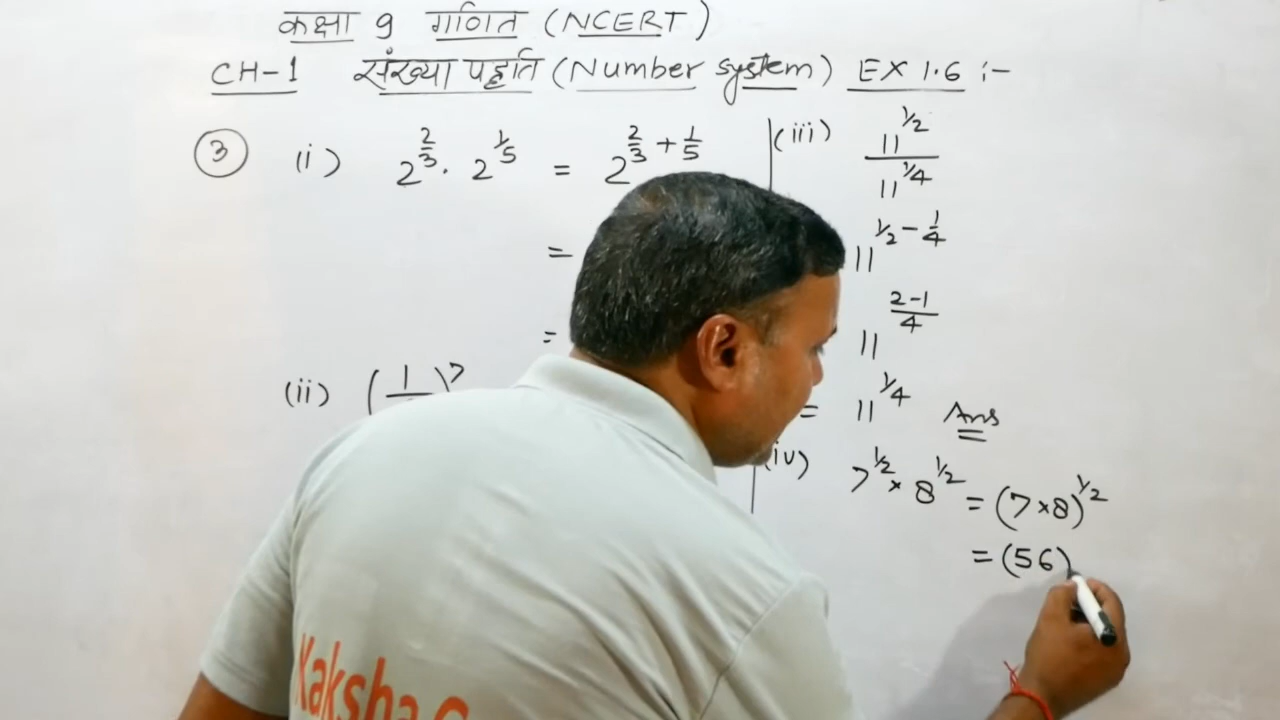 कक्षा 9 गणित (NCERT)
CH-1 संख्या पद्धति (Number system) EX 1.6 :-
③ (i) 2^{2/3} · 2^{1/5} = 2^{2/3 + 1/5}
=
=
(ii) (1/ )^7
(iii) 11^{1/2} / 11^{1/4}
11^{1/2 - 1/4}
11^{(2-1)/4}
= 11^{1/4} Ans
(iv) 7^{1/2} × 8^{1/2} = (7×8)^{1/2}
= (56)
Kaksha